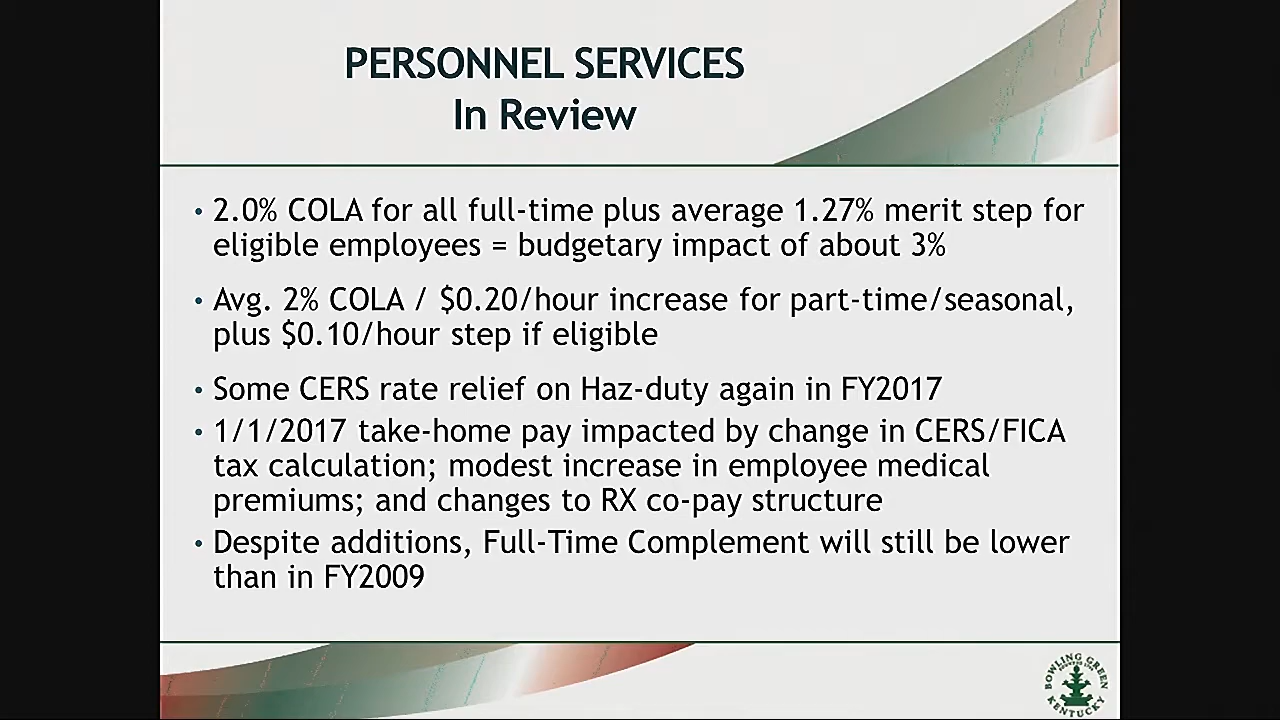 PERSONNEL SERVICES
In Review
• 2.0% COLA for all full-time plus average 1.27% merit step for
eligible employees = budgetary impact of about 3%
• Avg. 2% COLA / $0.20/hour increase for part-time/seasonal,
plus $0.10/hour step if eligible
• Some CERS rate relief on Haz-duty again in FY2017
• 1/1/2017 take-home pay impacted by change in CERS/FICA
tax calculation; modest increase in employee medical
premiums; and changes to RX co-pay structure
• Despite additions, Full-Time Complement will still be lower
than in FY2009
BOWLING GREEN
KENTUCKY